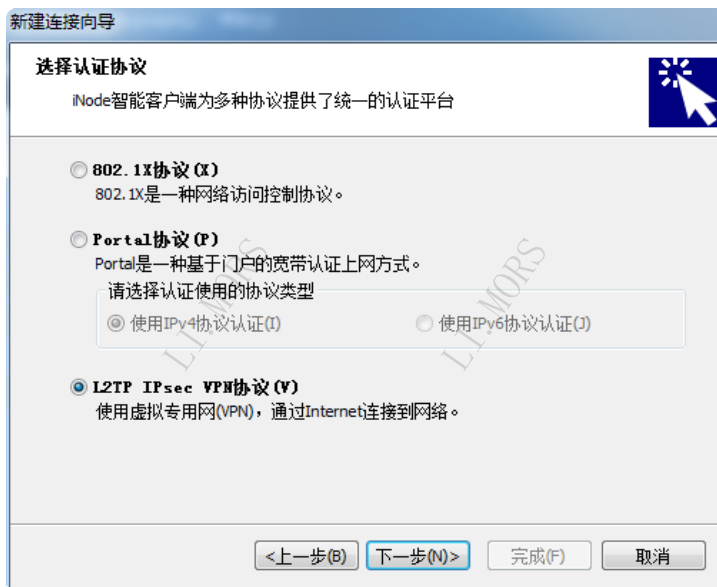 新建连接向导
选择认证协议
iNode智能客户端为多种协议提供了统一的认证平台
802.1X协议(X)
802.1X是一种网络访问控制协议。
Portal协议(P)
Portal是一种基于门户的宽带认证上网方式。
请选择认证使用的协议类型
使用IPv4协议认证(I)
使用IPv6协议认证(J)
L2TP IPsec VPN协议(V)
使用虚拟专用网(VPN)，通过Internet连接到网络。
<上一步(B)
下一步(N)>
完成(F)
取消
LI.MORS
LI.MORS